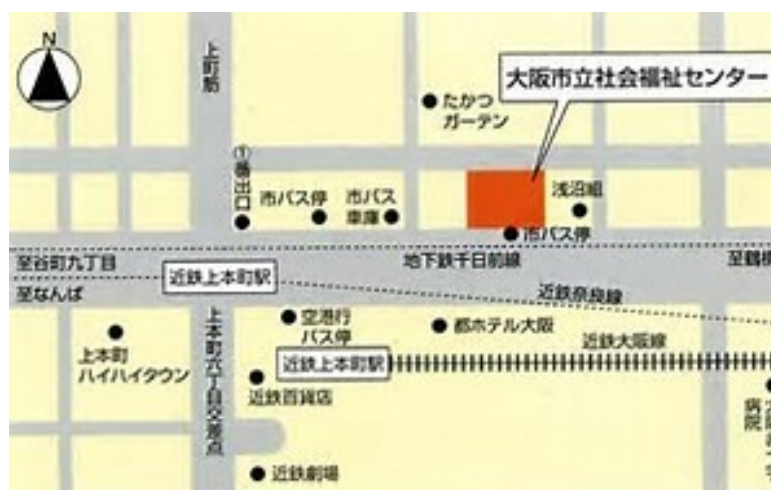 N
上町筋
大阪市立社会福祉センター
たかつ
ガーデン
①番出口
市バス停
市バス
車庫
浅沼組
市バス停
至谷町九丁目
地下鉄千日前線
至鶴橋
至なんば
近鉄上本町駅
近鉄奈良線
上本町
ハイハイタウン
上本町六丁目交差点
空港行
バス停
都ホテル大阪
近鉄大阪線
近鉄上本町駅
近鉄百貨店
近鉄劇場
病院